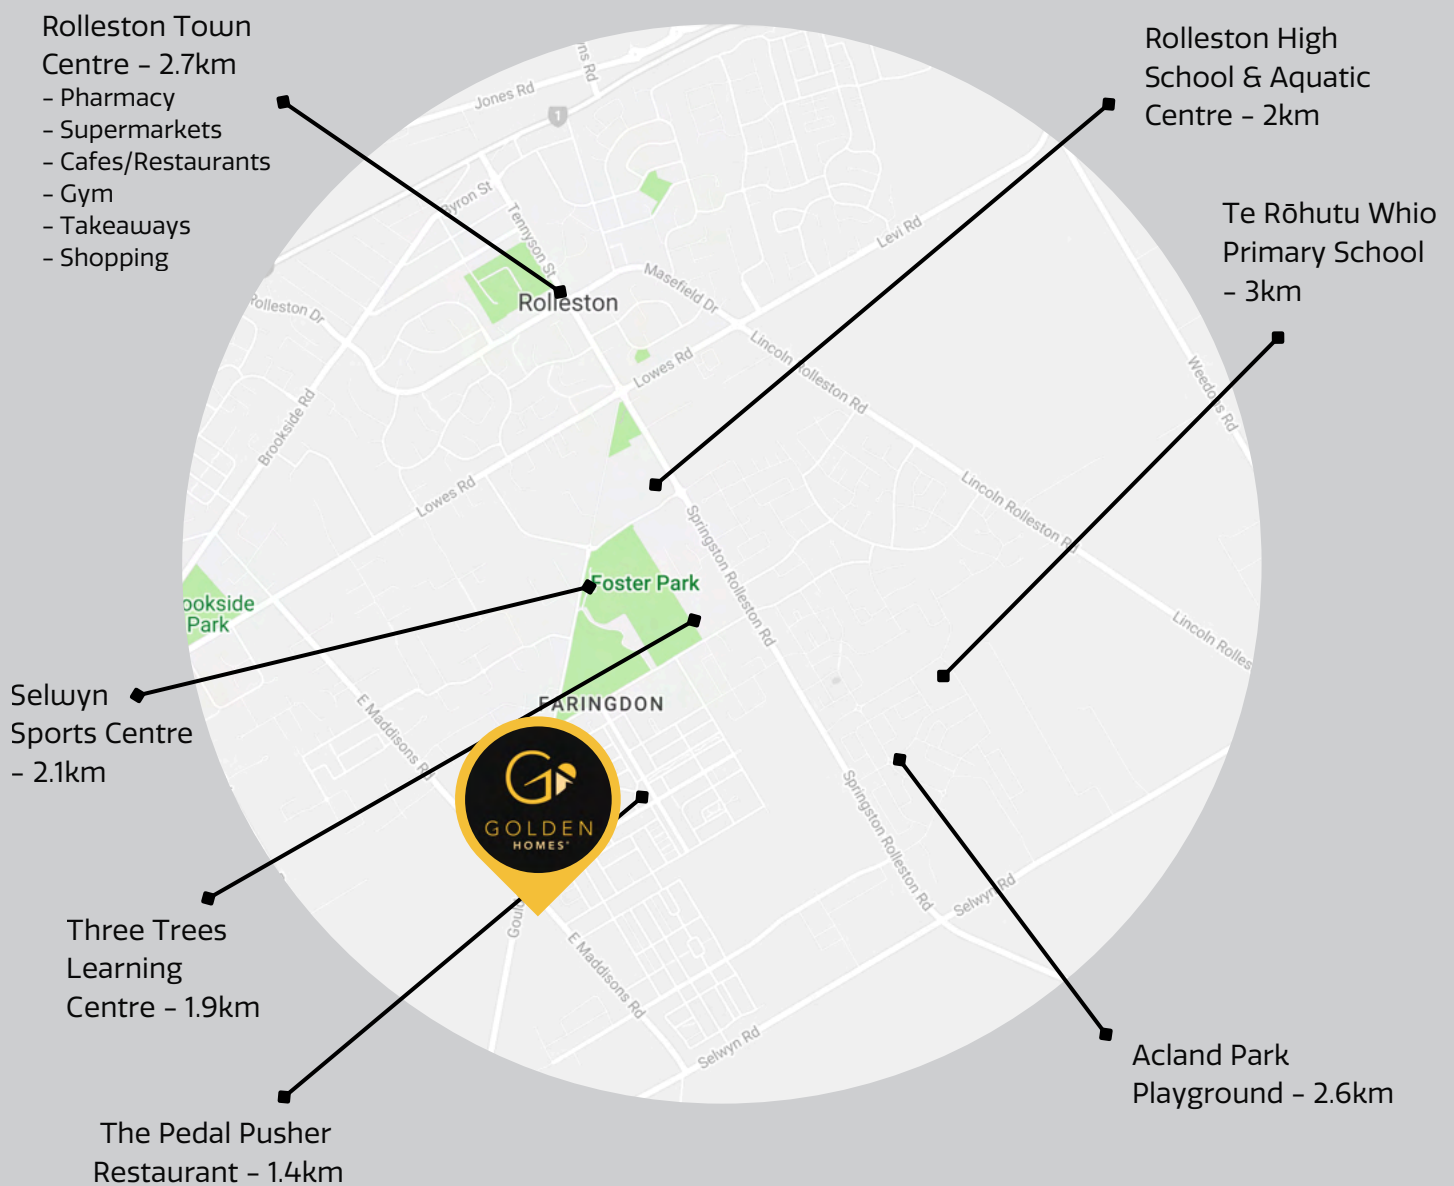 Rolleston Town
Centre - 2.7km
- Pharmacy
- Supermarkets
- Cafes/Restaurants
- Gym
- Takeaways
- Shopping
Rolleston High
School & Aquatic
Centre - 2km
Te Rōhutu Whio
Primary School
- 3km
Jones Rd
ns Rd
1
Byron St
Tennyson St
Levi Rd
Masefield Dr
Rolleston
Rolleston Dr
Lincoln Rolleston Rd
Lowes Rd
Weedons Rd
Brookside Rd
Lowes Rd
Lincoln Rolleston Rd
Springston Rolleston Rd
Foster Park
ookside
Park
Lincoln Rolles
Selwyn
Sports Centre
- 2.1km
E Maddisons Rd
FARINGDON
GOLDEN
HOMES
Springston Rolleston Rd
Selwyn Rd
Goul
E Maddisons Rd
Selwyn Rd
Three Trees
Learning
Centre - 1.9km
Acland Park
Playground - 2.6km
The Pedal Pusher
Restaurant - 1.4km